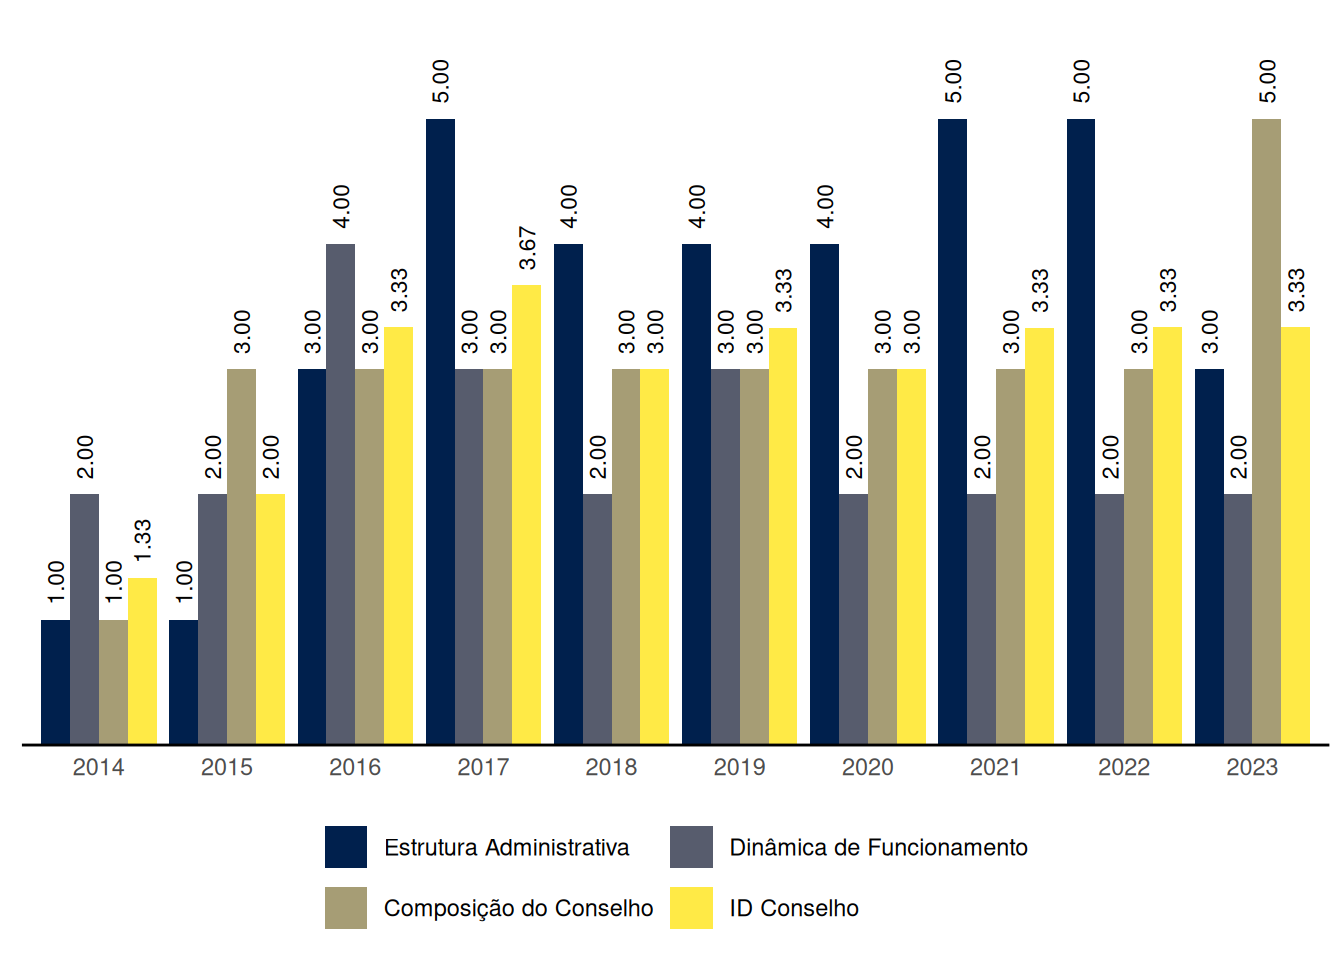 1.00 2.00 1.00 1.33 1.00 2.00 3.00 2.00 3.00 4.00 3.00 3.33 5.00 3.00 3.00 3.67 4.00 2.00 3.00 3.00 4.00 3.00 3.00 3.33 4.00 2.00 3.00 3.00 5.00 2.00 3.00 3.33 5.00 2.00 3.00 3.33 3.00 2.00 5.00 3.33
2014 2015 2016 2017 2018 2019 2020 2021 2022 2023
Estrutura Administrativa Dinâmica de Funcionamento
Composição do Conselho ID Conselho